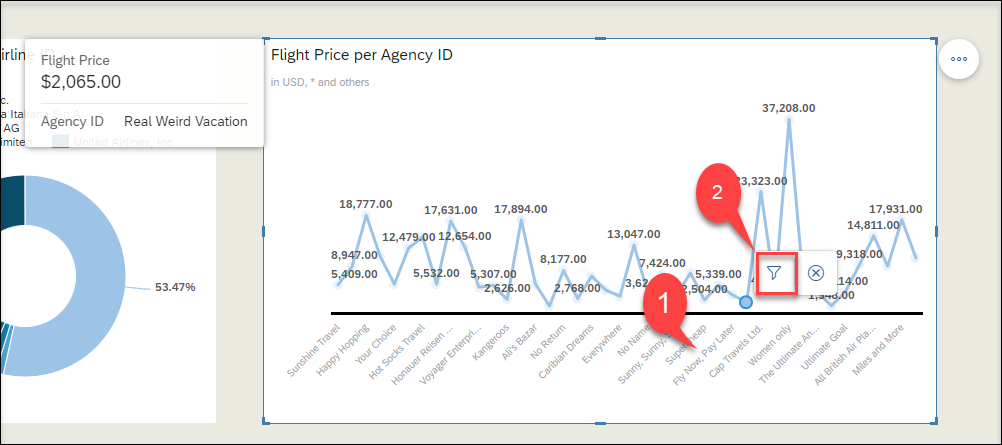 irline ID
Flight Price
$2,065.00
Agency ID Real Weird Vacation
c.
a Italiana S.p.A
AG
imited United Airlines, Inc.
53.47%
Flight Price per Agency ID
in USD, * and others
37,208.00
23,323.00
18,777.00
17,631.00
17,894.00
17,931.00
14,811.00
12,479.00
12,654.00
13,047.00
8,947.00
8,177.00
7,424.00
9,318.00
5,409.00
5,532.00
5,307.00
5,339.00
2,626.00
2,768.00
3,62
2,504.00
4
14.00
1,348.00
1
2
Sunshine Travel
Happy Hopping
Your Choice
Hot Socks Travel
Honauer Reisen ...
Voyager Enterpri...
Kangeroos
Ali's Bazar
No Return
Caribian Dreams
Everywhere
No Name
Sunny, Sunny,
Supercheap
Fly Now, Pay Later
Cap Travels Ltd.
Women only
The Ultimate An...
Ultimate Goal
All British Air Pla...
Miles and More